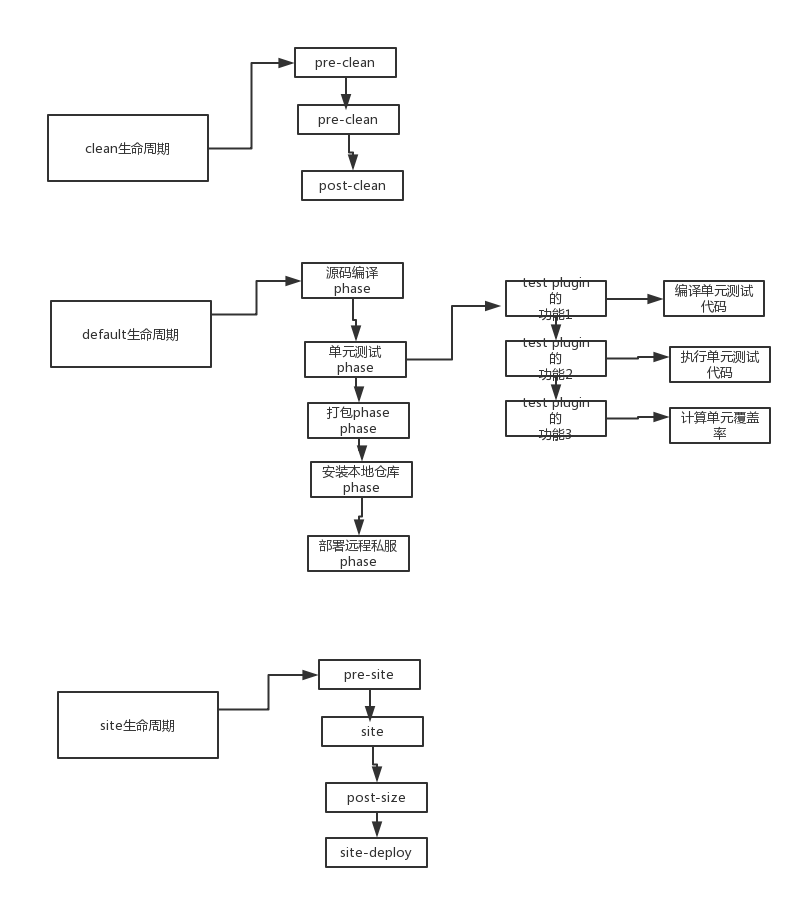 pre-clean
pre-clean
clean生命周期
post-clean
源码编译
phase
default生命周期
单元测试
phase
打包phase
phase
安装本地仓库
phase
部署远程私服
phase
test plugin
的
功能1
编译单元测试
代码
test plugin
的
功能2
执行单元测试
代码
test plugin
的
功能3
计算单元覆盖
率
pre-site
site生命周期
site
post-size
site-deploy